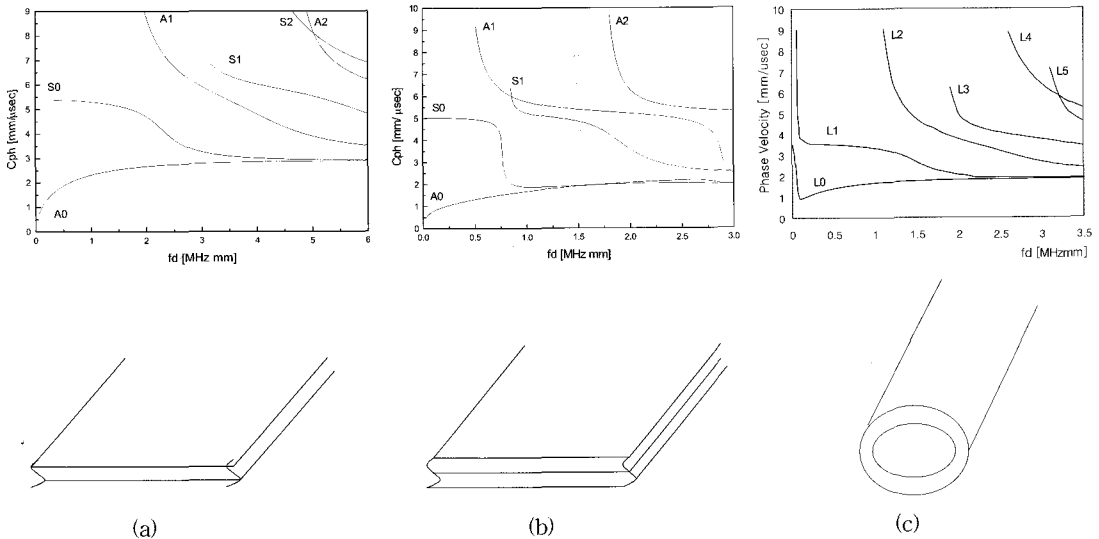 Cph [mm/μsec]
9
8
7
6
5
4
3
2
1
0
A1
S2
A2
S1
S0
A0
0
1
2
3
4
5
6
fd [MHz mm]
Cph [mm/ μsec]
10
9
8
7
6
5
4
3
2
1
0
A1
A2
S1
S0
A0
0.0
0.5
1.0
1.5
2.0
2.5
3.0
fd [MHz mm]
Phase Velocity [mm/usec]
10
9
8
7
6
5
4
3
2
1
0
L2
L4
L5
L3
L1
L0
0
0.5
1
1.5
2
2.5
3
3.5
fd [MHzmm]
(a)
(b)
(c)